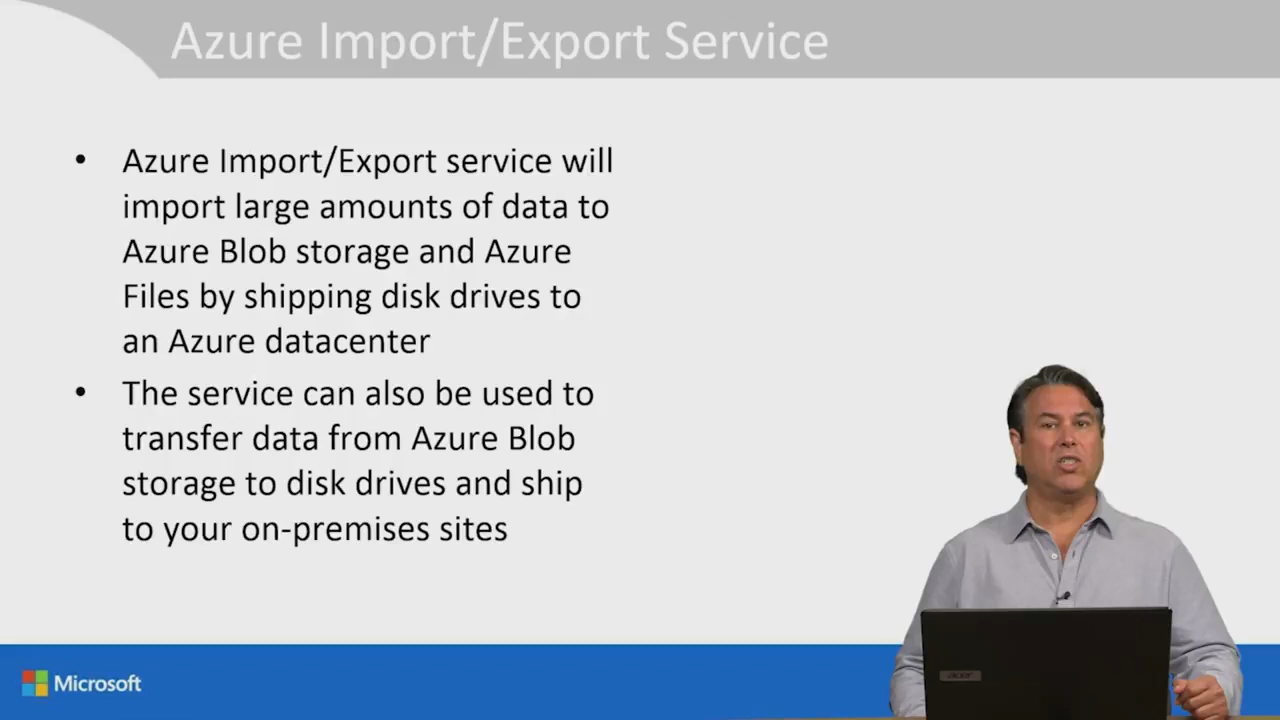 Azure Import/Export Service
• Azure Import/Export service will
import large amounts of data to
Azure Blob storage and Azure
Files by shipping disk drives to
an Azure datacenter
• The service can also be used to
transfer data from Azure Blob
storage to disk drives and ship
to your on-premises sites
acer
Microsoft